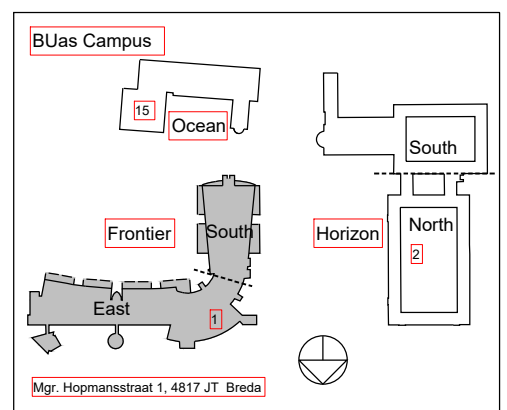 BUas Campus
15
Ocean
South
Frontier
South
Horizon
North
2
East
1
Mgr. Hopmansstraat 1, 4817 JT Breda